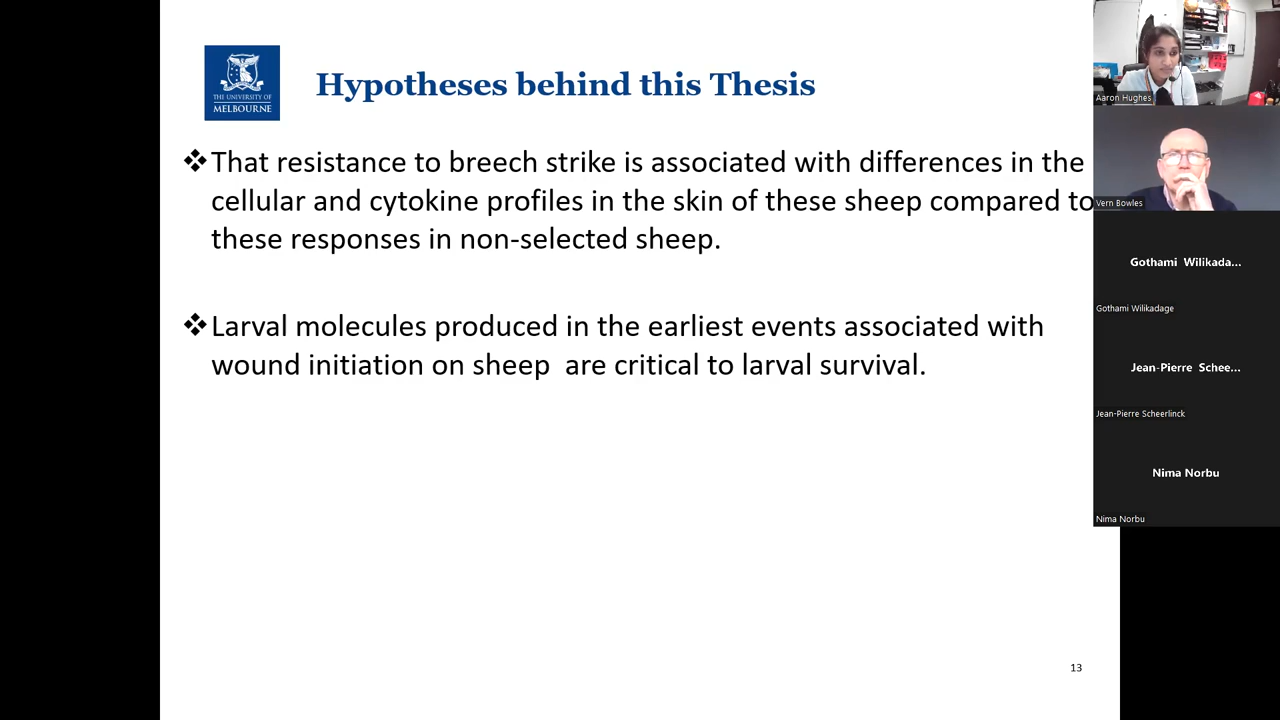 THE UNIVERSITY OF
MELBOURNE
Hypotheses behind this Thesis
❖That resistance to breech strike is associated with differences in the
cellular and cytokine profiles in the skin of these sheep compared to
these responses in non-selected sheep.
❖Larval molecules produced in the earliest events associated with
wound initiation on sheep  are critical to larval survival.
13
Aaron Hughes
Vern Bowles
Gothami Wilikada...
Gothami Wilikadage
Jean-Pierre Schee...
Jean-Pierre Scheerlinck
Nima Norbu
Nima Norbu